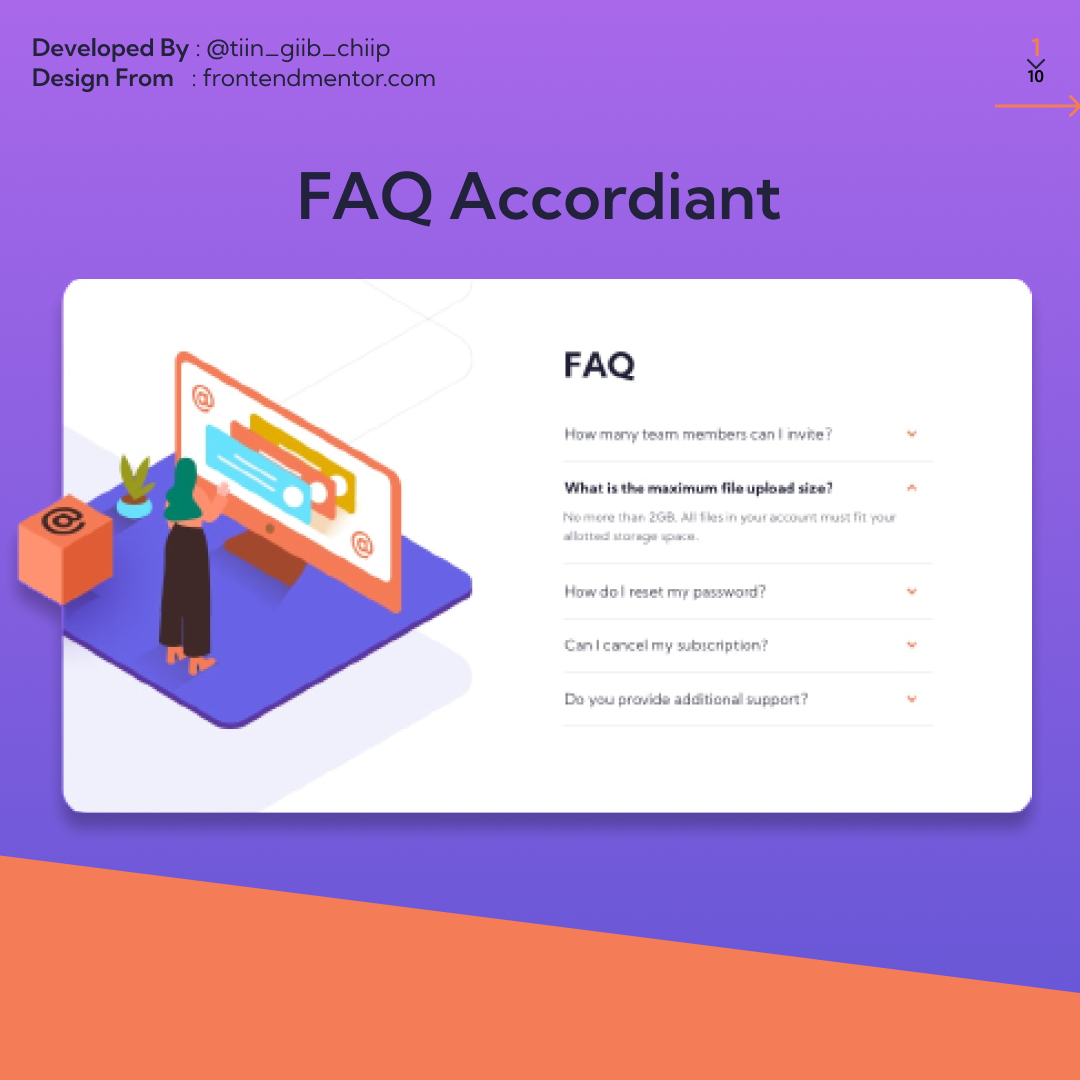 Developed By : @tiin_giib_chiip
Design From : frontendmentor.com
1
10
FAQ Accordiant
FAQ
How many team members can I invite?
What is the maximum file upload size?
No more than 2GB. All files in your account must fit your
allotted storage space.
How do I reset my password?
Can I cancel my subscription?
Do you provide additional support?
@
@
@